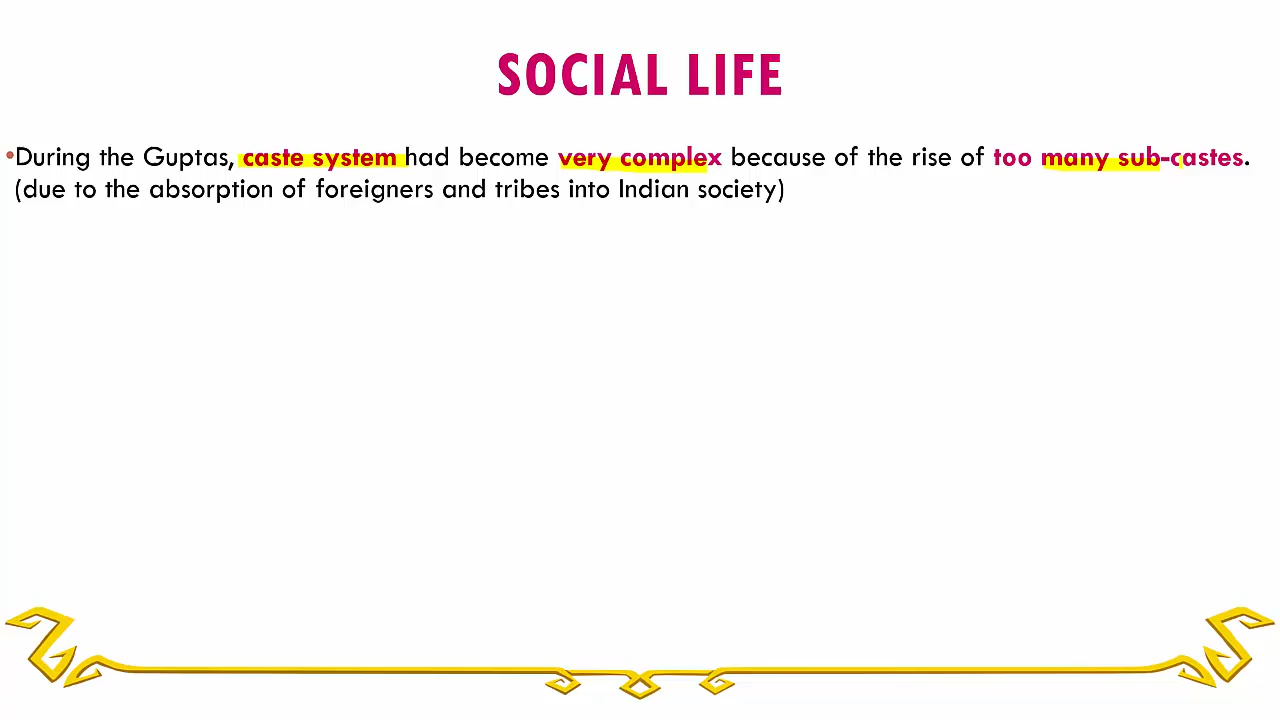 SOCIAL LIFE
•During the Guptas, caste system had become very complex because of the rise of too many sub-castes.
(due to the absorption of foreigners and tribes into Indian society)